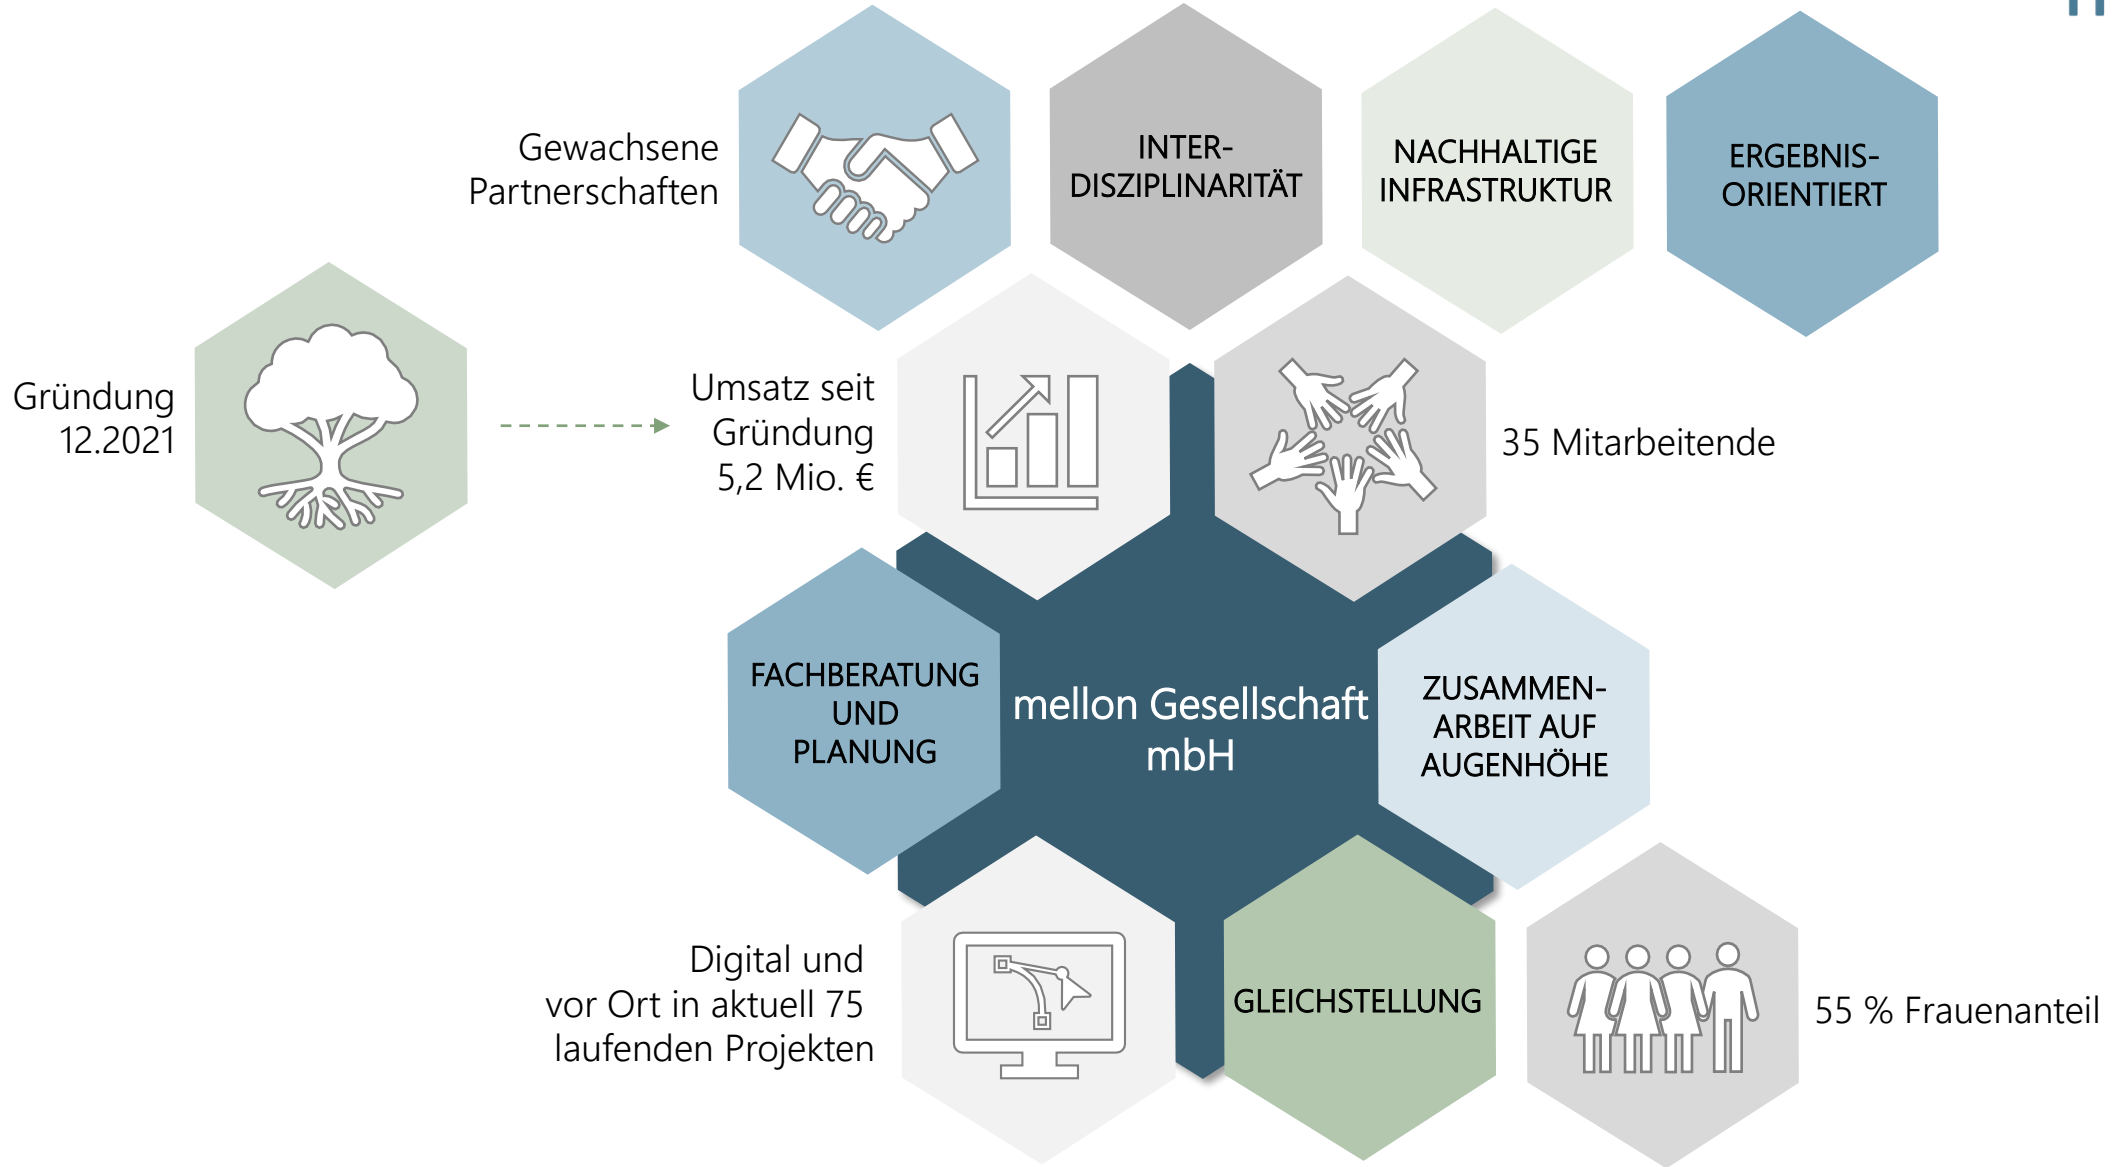 Gewachsene
Partnerschaften
INTER-
DISZIPLINARITÄT
NACHHALTIGE
INFRASTRUKTUR
ERGEBNIS-
ORIENTIERT
Gründung
12.2021
Umsatz seit
Gründung
5,2 Mio. €
35 Mitarbeitende
FACHBERATUNG
UND
PLANUNG
mellon Gesellschaft
mbH
ZUSAMMEN-
ARBEIT AUF
AUGENHÖHE
Digital und
vor Ort in aktuell 75
laufenden Projekten
GLEICHSTELLUNG
55 % Frauenanteil